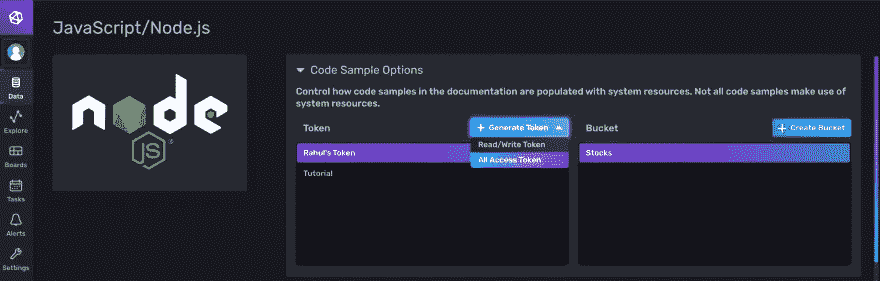 JavaScript/Node.js
node
JS
Data
Explore
Boards
Tasks
Alerts
Settings
Code Sample Options
Control how code samples in the documentation are populated with system resources. Not all code samples make use of
system resources.
Token
+ Generate Token
Read/Write Token
All Access Token
Rahul's Token
Tutorial
Bucket
+ Create Bucket
Stocks